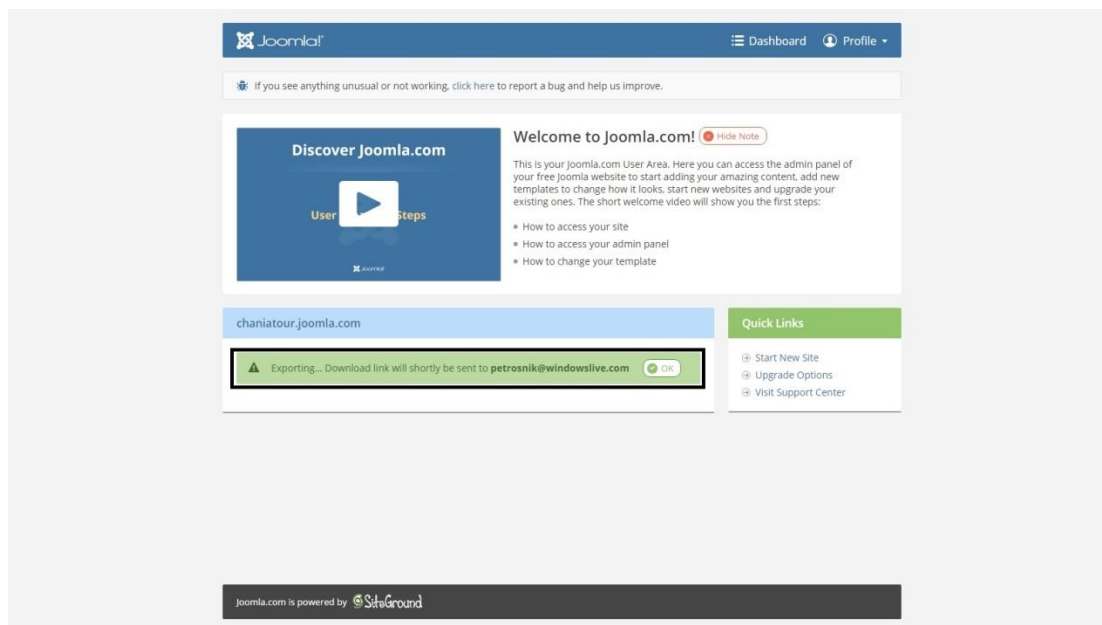 Joomla!
Dashboard
Profile
If you see anything unusual or not working, click here to report a bug and help us improve.
Discover Joomla.com
User
Steps
Joomla!
Welcome to Joomla.com!
Hide Note
This is your Joomla.com User Area. Here you can access the admin panel of
your free Joomla website to start adding your amazing content, add new
templates to change how it looks, start new websites and upgrade your
existing ones. The short welcome video will show you the first steps:
How to access your site
How to access your admin panel
How to change your template
chaniatour.joomla.com
Exporting... Download link will shortly be sent to petrosnik@windowslive.com
OK
Quick Links
Start New Site
Upgrade Options
Visit Support Center
Joomla.com is powered by SiteGround